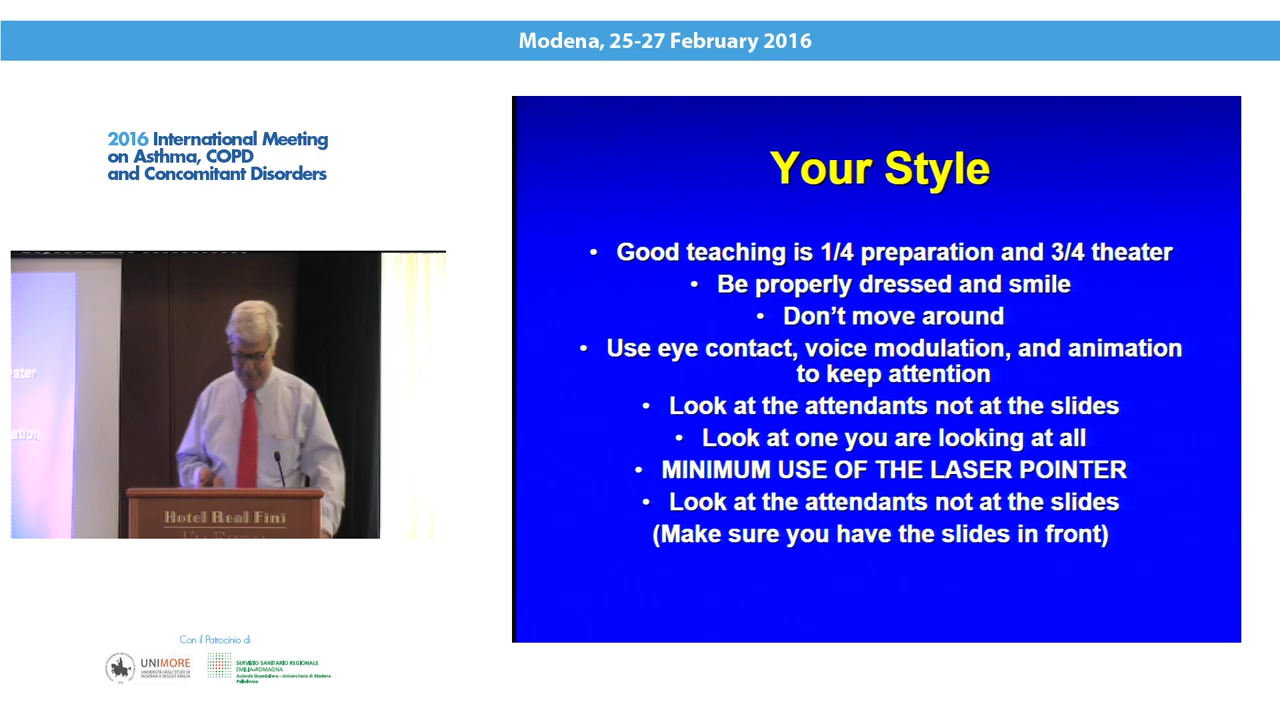 Modena, 25-27 February 2016
2016 International Meeting
on Asthma, COPD
and Concomitant Disorders
Your Style
• Good teaching is 1/4 preparation and 3/4 theater
• Be properly dressed and smile
• Don’t move around
• Use eye contact, voice modulation, and animation
to keep attention
• Look at the attendants not at the slides
• Look at one you are looking at all
• MINIMUM USE OF THE LASER POINTER
• Look at the attendants not at the slides
(Make sure you have the slides in front)
ater
ation
Hotel Real Fini
Con il Patrocinio di
UNIMORE
UNIVERSITÀ DEGLI STUDI DI
MODENA E REGGIO EMILIA
SERVIZIO SANITARIO REGIONALE
EMILIA-ROMAGNA
Azienda Ospedaliero - Universitaria di Modena
Policlinico